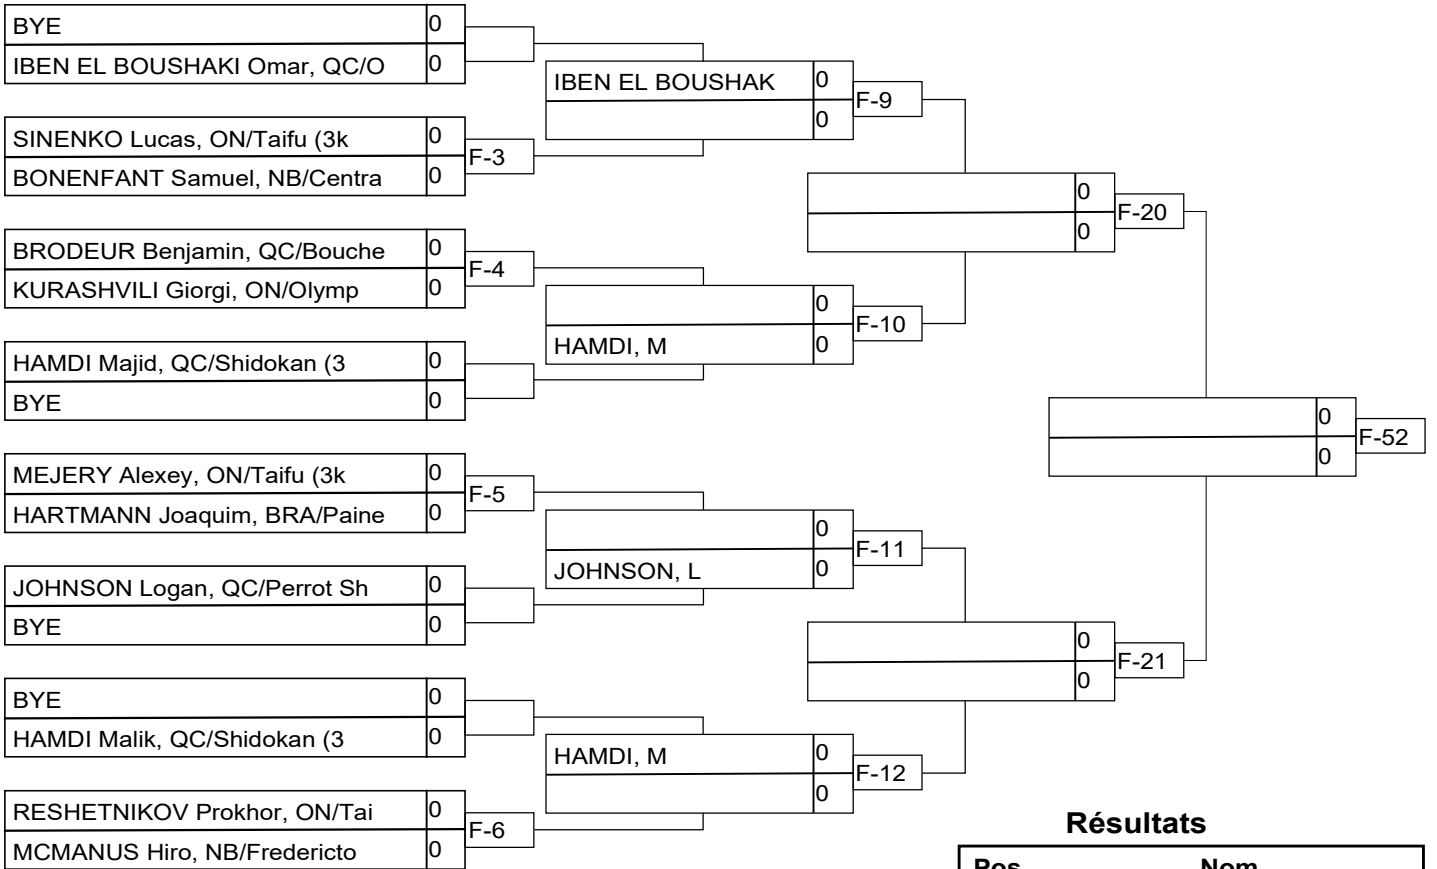 BYE 0
IBEN EL BOUSHAKI Omar, QC/O 0
SINENKO Lucas, ON/Taifu (3k 0
F-3
BONENFANT Samuel, NB/Centra 0
BRODEUR Benjamin, QC/Bouche 0
F-4
KURASHVILI Giorgi, ON/Olymp 0
HAMDI Majid, QC/Shidokan (3 0
BYE 0
MEJERY Alexey, ON/Taifu (3k 0
F-5
HARTMANN Joaquim, BRA/Paine 0
JOHNSON Logan, QC/Perrot Sh 0
BYE 0
BYE 0
HAMDI Malik, QC/Shidokan (3 0
RESHETNIKOV Prokhor, ON/Tai 0
F-6
MCMANUS Hiro, NB/Fredericto 0
IBEN EL BOUSHAK 0
F-9
0
0
F-10
HAMDI, M 0
0
F-11
JOHNSON, L 0
HAMDI, M 0
F-12
0
0
F-20
0
0
F-21
0
0
F-52
0
Résultats
Pos Nom